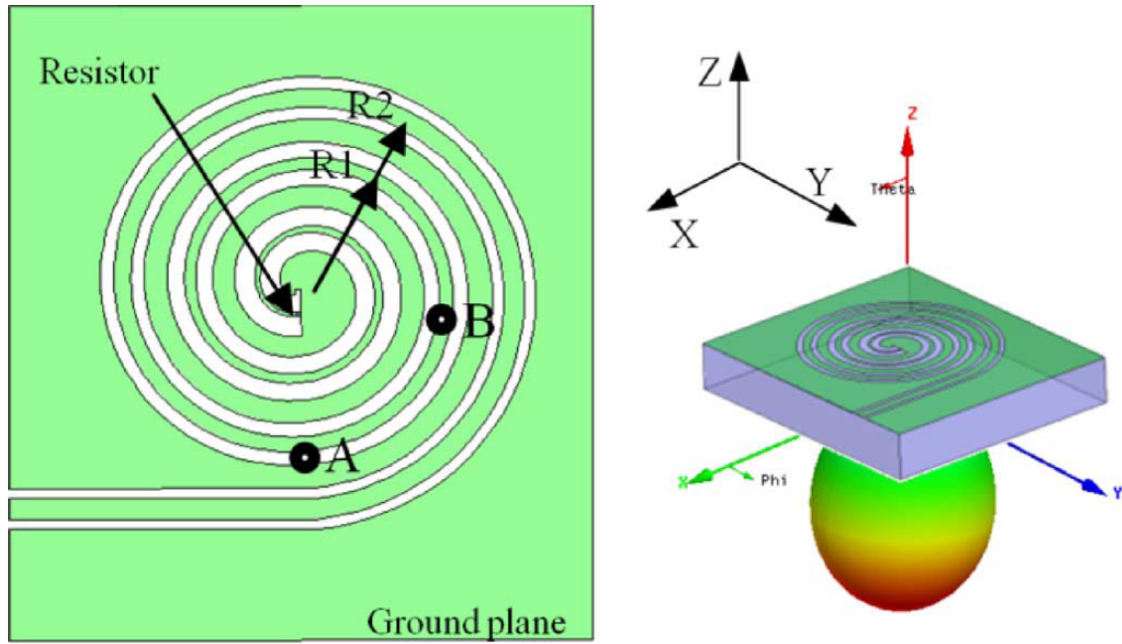 Resistor
R2
R1
B
A
Ground plane
Z
Y
X
Z
Theta
X
Phi
Y